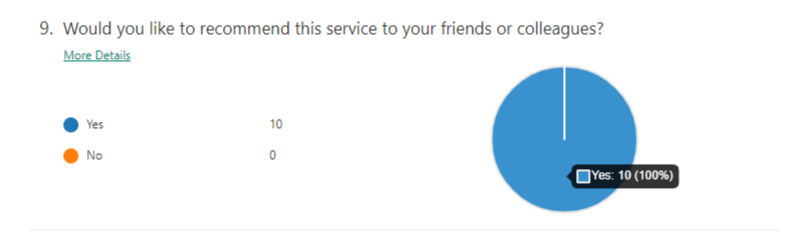 9. Would you like to recommend this service to your friends or colleagues?
More Details
Yes 10
No 0
Yes: 10 (100%)